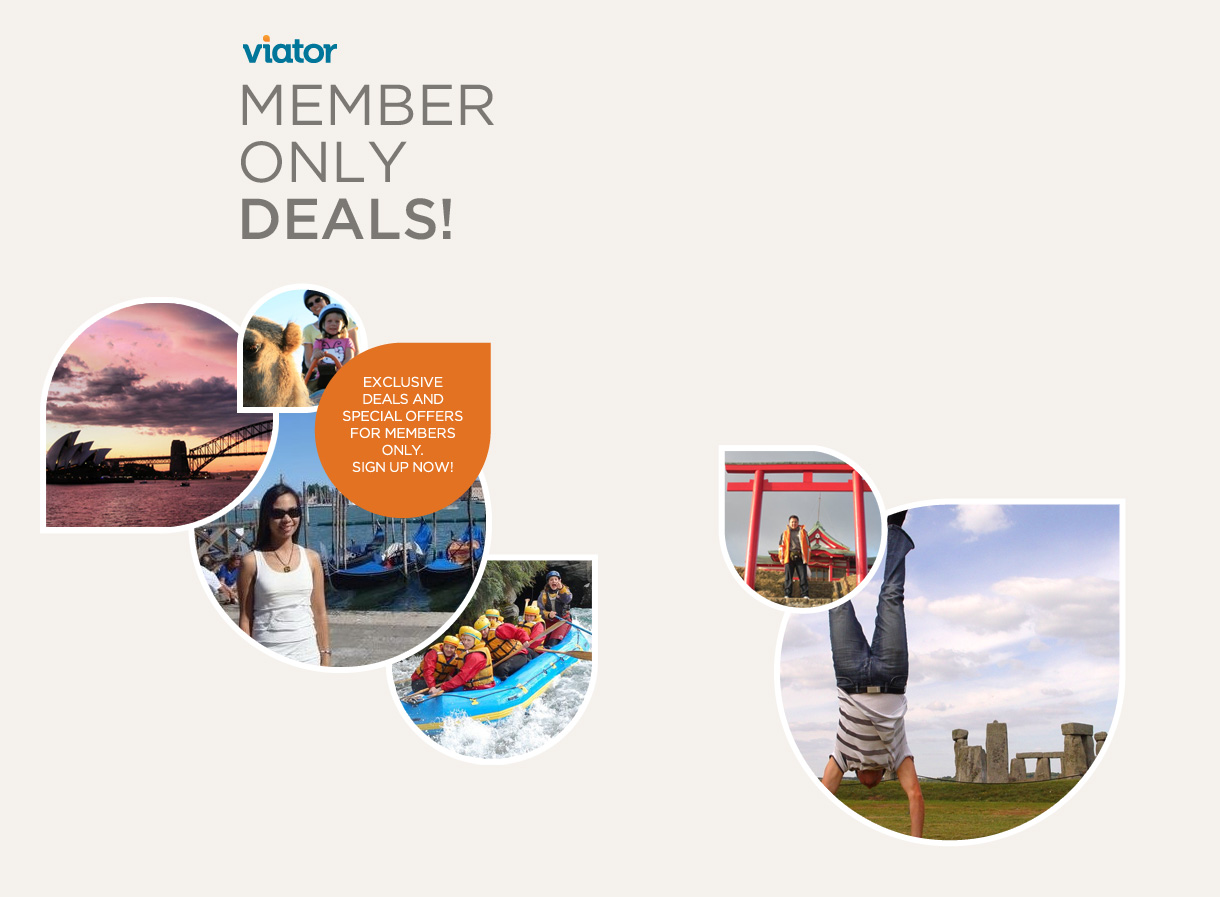 viator
MEMBER
ONLY
DEALS!
EXCLUSIVE
DEALS AND
SPECIAL OFFERS
FOR MEMBERS
ONLY.
SIGN UP NOW!